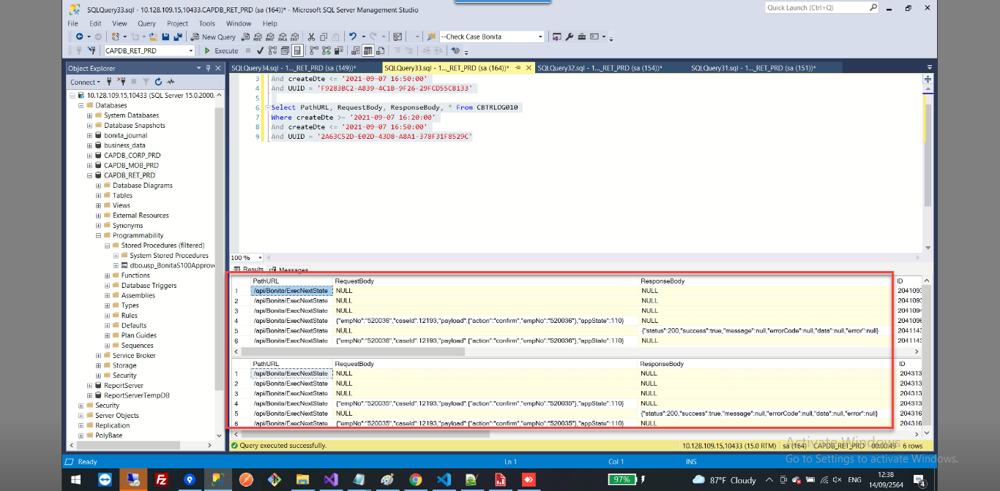 SQLQuery33.sql - 10.128.109.15,10433.CAPDB_RET_PRD (sa (164))* - Microsoft SQL Server Management Studio
Quick Launch (Ctrl+Q)
File Edit View Query Project Tools Window Help
New Query
--Check Case Bonita
CAPDB_RET_PRD
Execute
Object Explorer
Connect
10.128.109.15,10433 (SQL Server 15.0.2000.
Databases
System Databases
Database Snapshots
bonita_journal
business_data
CAPDB_CORP_PRD
CAPDB_MOB_PRD
CAPDB_RET_PRD
Database Diagrams
Tables
Views
External Resources
Synonyms
Programmability
Stored Procedures (filtered)
System Stored Procedures
dbo.usp_BonitaS100Approv
Functions
Database Triggers
Assemblies
Types
Rules
Defaults
Plan Guides
Sequences
Service Broker
Storage
Security
ReportServer
ReportServerTempDB
Security
Server Objects
Replication
PolyBase
SQLQuery34.sql - 1..._RET_PRD (sa (149))*
SQLQuery33.sql - 1..._RET_PRD (sa (164))*
SQLQuery32.sql - 1..._RET_PRD (sa (154))*
SQLQuery31.sql - 1..._RET_PRD (sa (151))*
3 And createDte <= '2021-09-07 16:50:00'
4 And UUID = 'F9283BC2-A839-4C1B-9F26-29FCD55CB133'
5
6 Select PathURL, RequestBody, ResponseBody, * From CBTRLOG010
7 Where createDte >= '2021-09-07 16:20:00'
8 And createDte <= '2021-09-07 16:50:00'
9 And UUID = '2A63C52D-E02D-43D8-A8A1-378F31F8529C'
100 %
Results Messages
PathURL RequestBody ResponseBody ID
1 /api/Bonita/ExecNextState NULL NULL 2041093
2 /api/Bonita/ExecNextState NULL NULL 2041093
3 /api/Bonita/ExecNextState NULL NULL 2041094
4 /api/Bonita/ExecNextState {"empNo":"520036","caseId":12193,"payload":{"action":"confirm","empNo":"520036"},"appState":110} NULL 2041096
5 /api/Bonita/ExecNextState NULL {"status":200,"success":true,"message":null,"errorCode":null,"data":null,"error":null} 2041143
6 /api/Bonita/ExecNextState {"empNo":"520036","caseId":12193,"payload":{"action":"confirm","empNo":"520036"},"appState":110} NULL 2041143
PathURL RequestBody ResponseBody ID
1 /api/Bonita/ExecNextState NULL NULL 204313
2 /api/Bonita/ExecNextState NULL NULL 204313
3 /api/Bonita/ExecNextState NULL NULL 204313
4 /api/Bonita/ExecNextState {"empNo":"520035","caseId":12193,"payload":{"action":"confirm","empNo":"520035"},"appState":110} NULL 204313
5 /api/Bonita/ExecNextState NULL {"status":200,"success":true,"message":null,"errorCode":null,"data":null,"error":null} 204316
6 /api/Bonita/ExecNextState {"empNo":"520035","caseId":12193,"payload":{"action":"confirm","empNo":"520035"},"appState":110} NULL 204316
Query executed successfully.
10.128.109.15,10433 (15.0 RTM) sa (164) CAPDB_RET_PRD 00:00:49 6 rows
Activate Windows
Go to Settings to activate Windows.
Ready Ln 1 Col 1 INS
97% 87°F Cloudy ENG 12:38
14/09/2564
4